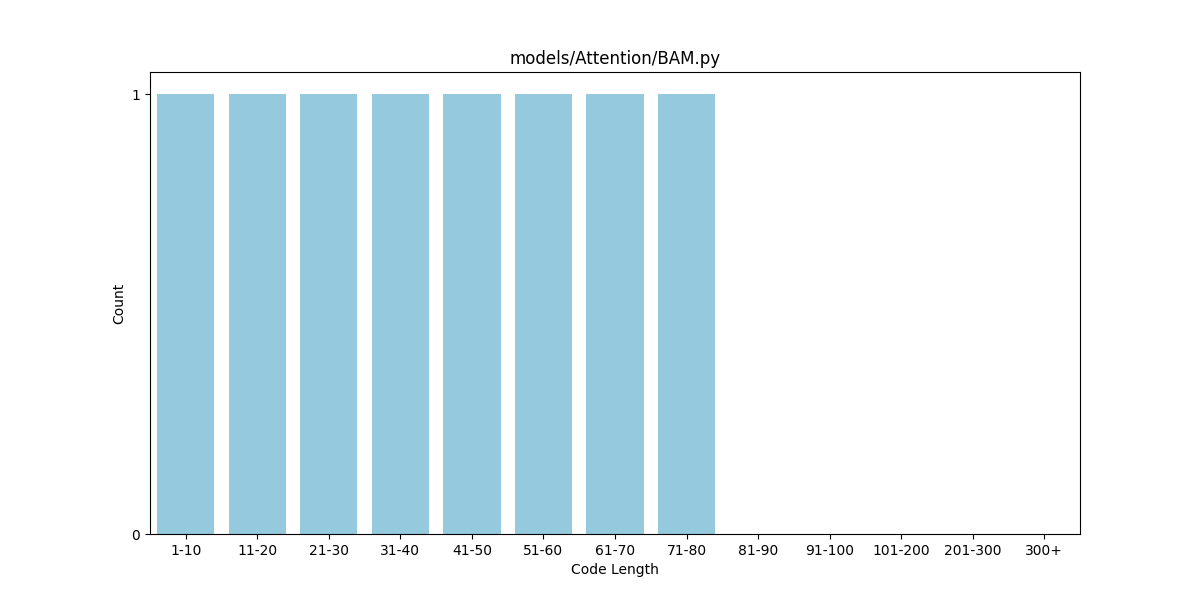 models/Attention/BAM.py
1
0
Count
1-10 11-20 21-30 31-40 41-50 51-60 61-70 71-80 81-90 91-100 101-200 201-300 300+
Code Length